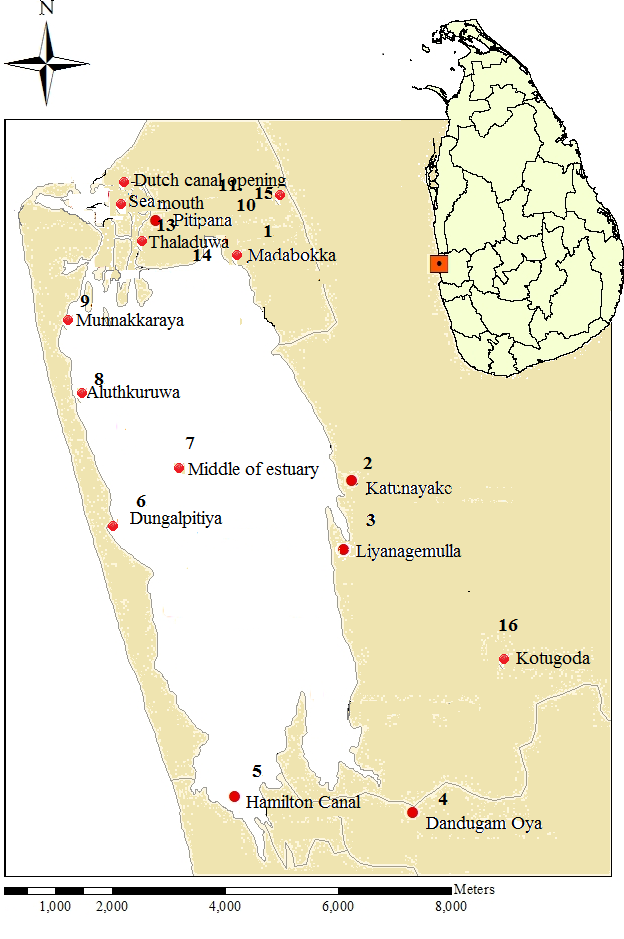 N
Dutch canal opening
11
15
Sea mouth
10
13
Pitipana
1
Thaladuwa
14
Madabokka
9
Munnakkaraya
8
Aluthkuruwa
7
Middle of estuary
2
Katunayake
6
Dungalpitiya
3
Liyanagemulla
16
Kotugoda
5
Hamilton Canal
4
Dandugam Oya
Meters
1,000 2,000 4,000 6,000 8,000